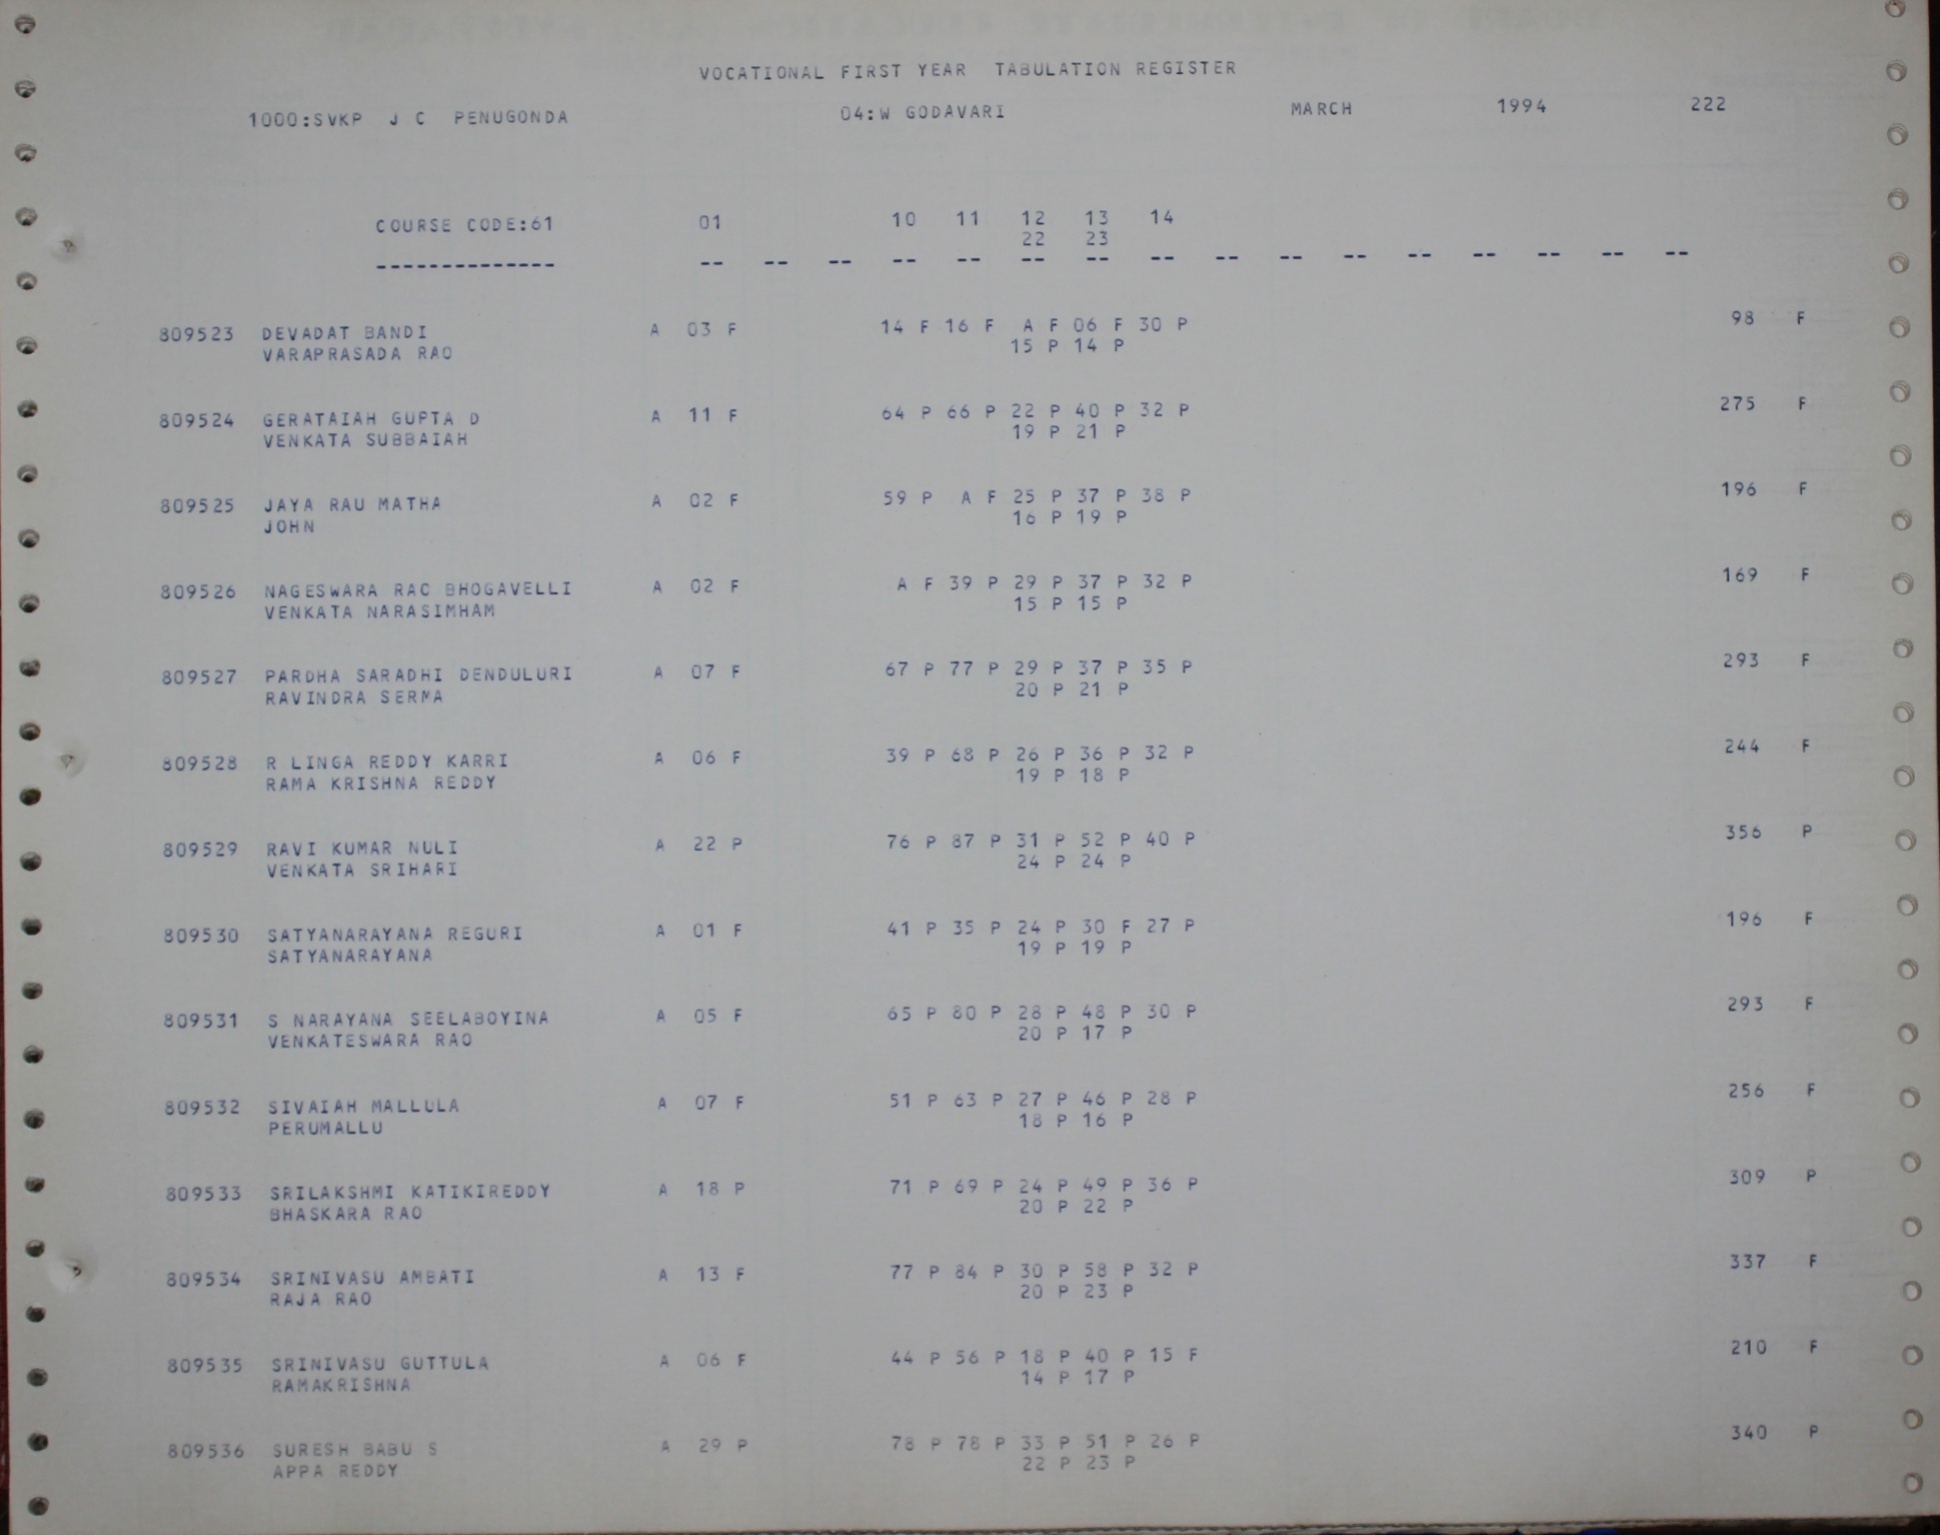 VOCATIONAL FIRST YEAR TABULATION REGISTER
1000:SVKP J C PENUGONDA 04:W GODAVARI MARCH 1994 222
COURSE CODE:61 01 10 11 12 13 14
22 23
-------------- -- -- -- -- -- -- -- -- -- -- -- -- -- -- -- --
809523 DEVADAT BANDI A 03 F 14 F 16 F A F 06 F 30 P 98 F
VARAPRASADA RAO 15 P 14 P
809524 GERATAIAH GUPTA D A 11 F 64 P 66 P 22 P 40 P 32 P 275 F
VENKATA SUBBAIAH 19 P 21 P
809525 JAYA RAU MATHA A 02 F 59 P A F 25 P 37 P 38 P 196 F
JOHN 16 P 19 P
809526 NAGESWARA RAO BHOGAVELLI A 02 F A F 39 P 29 P 37 P 32 P 169 F
VENKATA NARASIMHAM 15 P 15 P
809527 PARDHA SARADHI DENDULURI A 07 F 67 P 77 P 29 P 37 P 35 P 293 F
RAVINDRA SERMA 20 P 21 P
809528 R LINGA REDDY KARRI A 06 F 39 P 68 P 26 P 36 P 32 P 244 F
RAMA KRISHNA REDDY 19 P 18 P
809529 RAVI KUMAR NULI A 22 P 76 P 87 P 31 P 52 P 40 P 356 P
VENKATA SRIHARI 24 P 24 P
809530 SATYANARAYANA REGURI A 01 F 41 P 35 P 24 P 30 F 27 P 196 F
SATYANARAYANA 19 P 19 P
809531 S NARAYANA SEELABOYINA A 05 F 65 P 80 P 28 P 48 P 30 P 293 F
VENKATESWARA RAO 20 P 17 P
809532 SIVAIAH MALLULA A 07 F 51 P 63 P 27 P 46 P 28 P 256 F
PERUMALLU 18 P 16 P
809533 SRILAKSHMI KATIKIREDDY A 18 P 71 P 69 P 24 P 49 P 36 P 309 P
BHASKARA RAO 20 P 22 P
809534 SRINIVASU AMBATI A 13 F 77 P 84 P 30 P 58 P 32 P 337 F
RAJA RAO 20 P 23 P
809535 SRINIVASU GUTTULA A 06 F 44 P 56 P 18 P 40 P 15 F 210 F
RAMAKRISHNA 14 P 17 P
809536 SURESH BABU S A 29 P 78 P 78 P 33 P 51 P 26 P 340 P
APPA REDDY 22 P 23 P